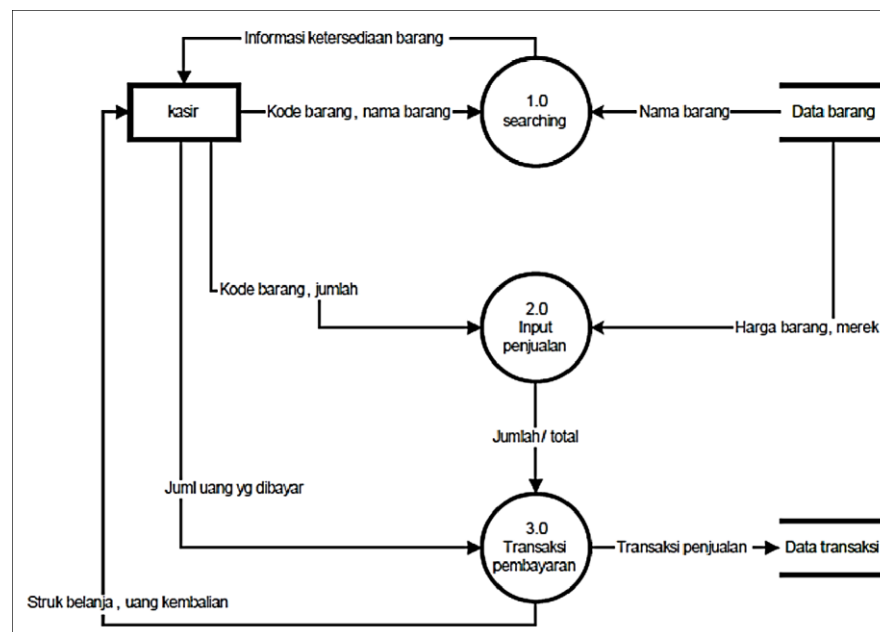 Informasi ketersediaan barang
kasir
Kode barang, nama barang
1.0
searching
Nama barang
Data barang
Kode barang, jumlah
2.0
Input
penjualan
Harga barang, merek
Jumlah/ total
Juml uang yg dibayar
3.0
Transaksi
pembayaran
Transaksi penjualan
Data transaksi
Struk belanja, uang kembalian